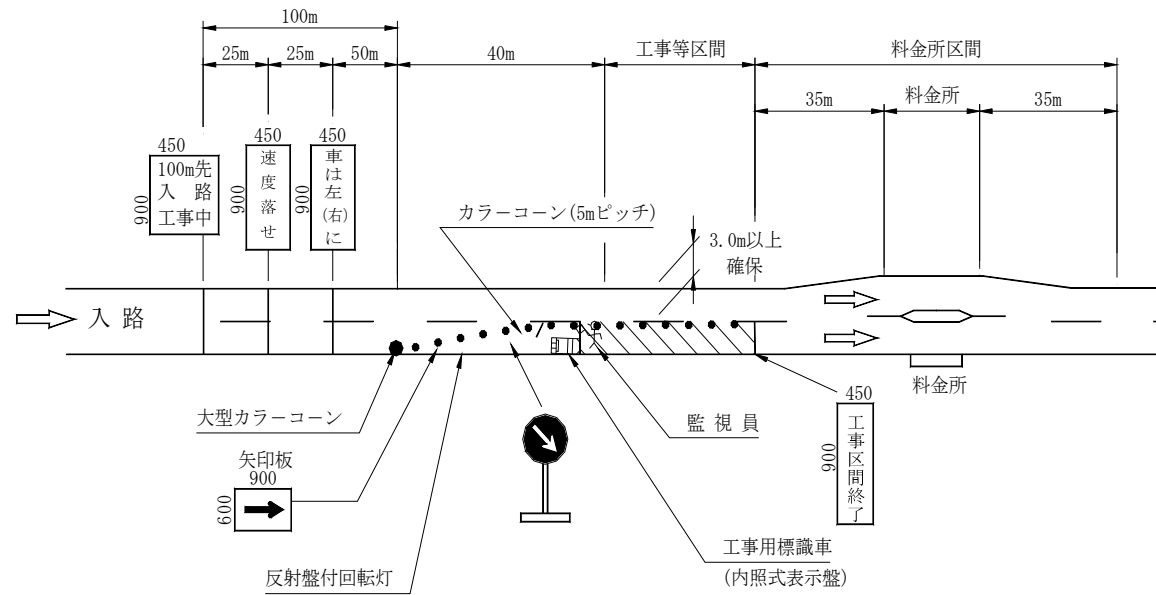 100m
25m
25m
50m
40m
工事等区間
料金所区間
35m
料金所
35m
450
900
100m先
入 路
工事中
450
900
速度落せ
450
900
車は左(右)に
カラーコーン(5mピッチ)
3.0m以上
確保
入 路
大型カラーコーン
矢印板
900
600
反射盤付回転灯
監 視 員
工事用標識車
(内照式表示盤)
料金所
450
900
工事区間終了